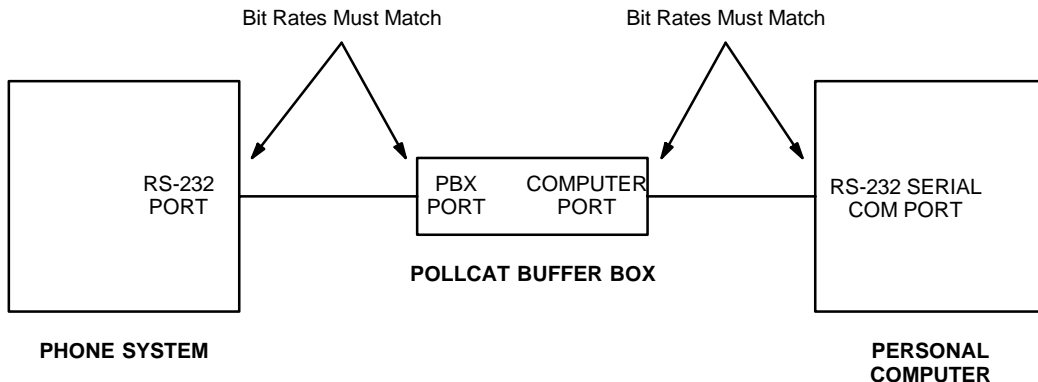 Bit Rates Must Match
Bit Rates Must Match
RS-232
PORT
PBX
PORT
COMPUTER
PORT
RS-232 SERIAL
COM PORT
POLLCAT BUFFER BOX
PHONE SYSTEM
PERSONAL
COMPUTER